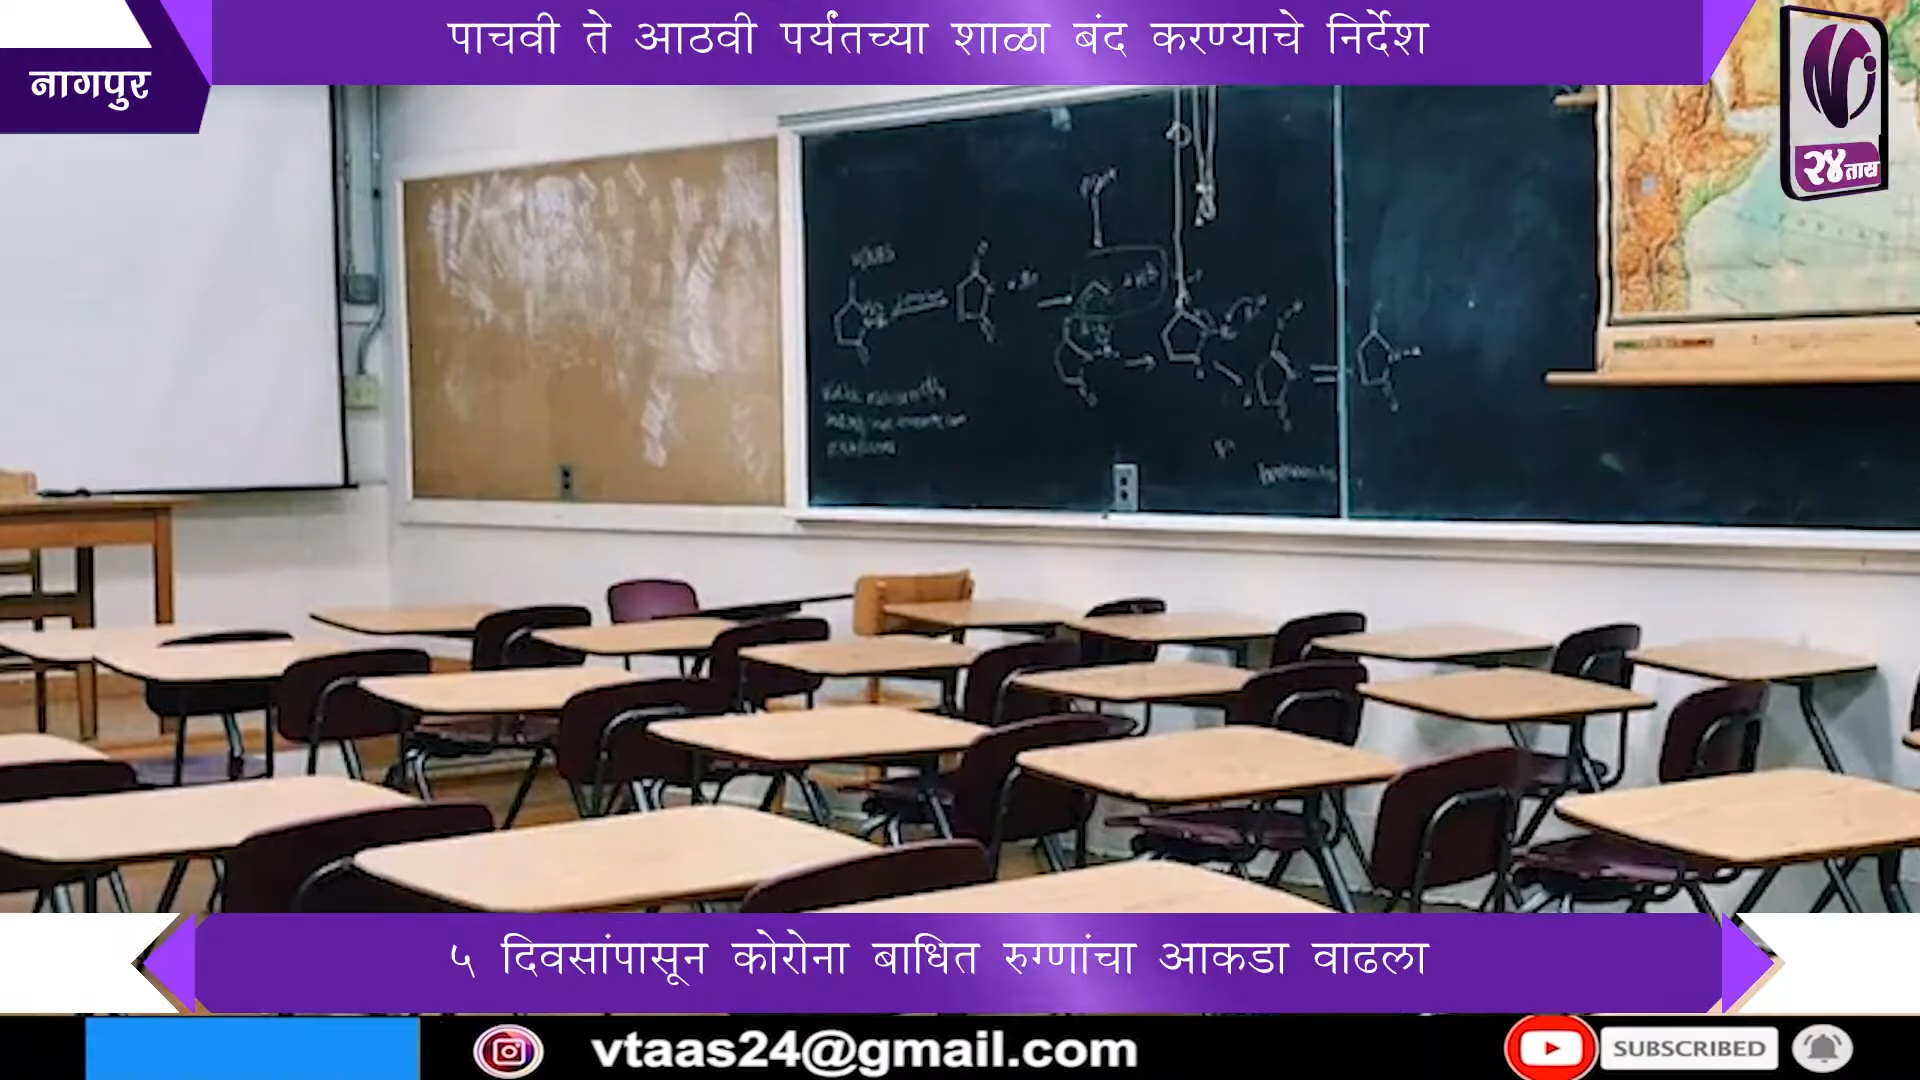 पाचवी ते आठवी पर्यंतच्या शाळा बंद करण्याचे निर्देश
नागपुर
२४तास
५ दिवसांपासून कोरोना बाधित रुग्णांचा आकडा वाढला
vtaas24@gmail.com
SUBSCRIBED